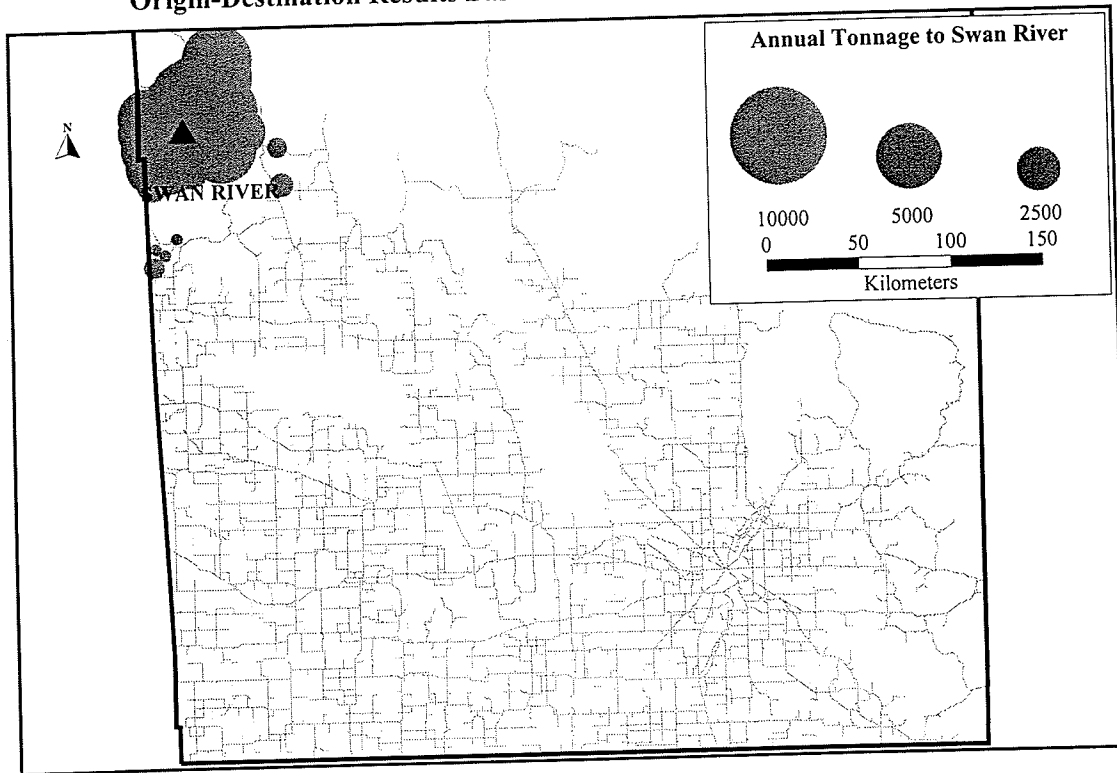 Origin-Destination Results
Annual Tonnage to Swan River
N
SWAN RIVER
10000 5000 2500
0 50 100 150
Kilometers